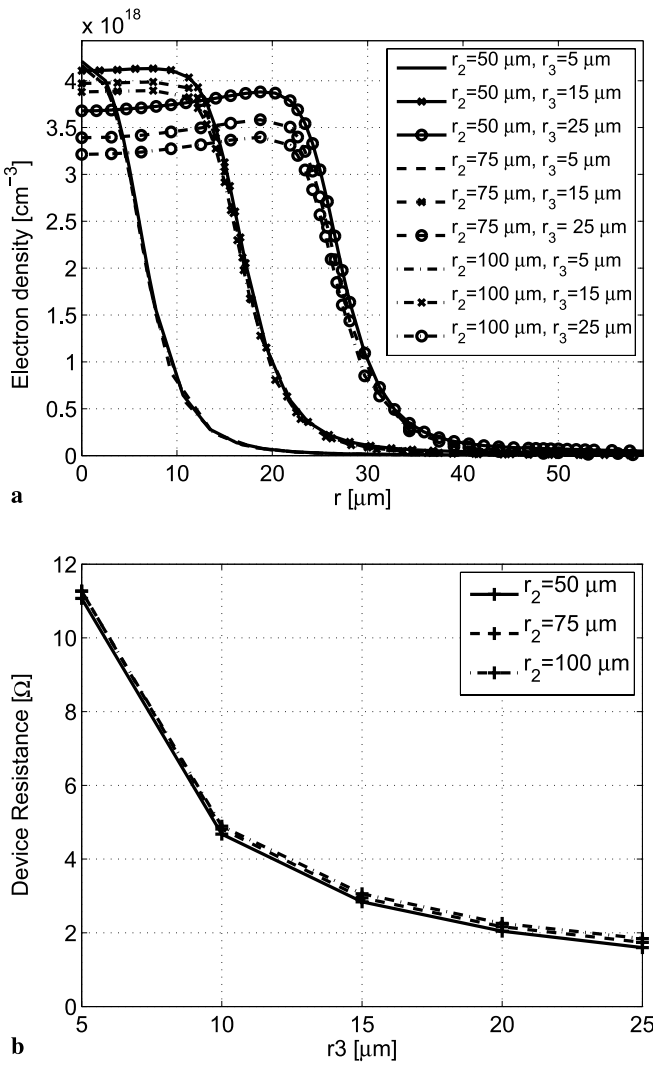 x 10^18
4
3.5
3
2.5
2
1.5
1
0.5
0
Electron density [cm^−3]
r_2=50 μm, r_3=5 μm
r_2=50 μm, r_3=15 μm
r_2=50 μm, r_3=25 μm
r_2=75 μm, r_3=5 μm
r_2=75 μm, r_3=15 μm
r_2=75 μm, r_3= 25 μm
r_2=100 μm, r_3=5 μm
r_2=100 μm, r_3=15 μm
r_2=100 μm, r_3=25 μm
0 10 20 30 40 50
r [μm]
a
12
10
8
6
4
2
0
Device Resistance [Ω]
r_2=50 μm
r_2=75 μm
r_2=100 μm
5 10 15 20 25
r3 [μm]
b